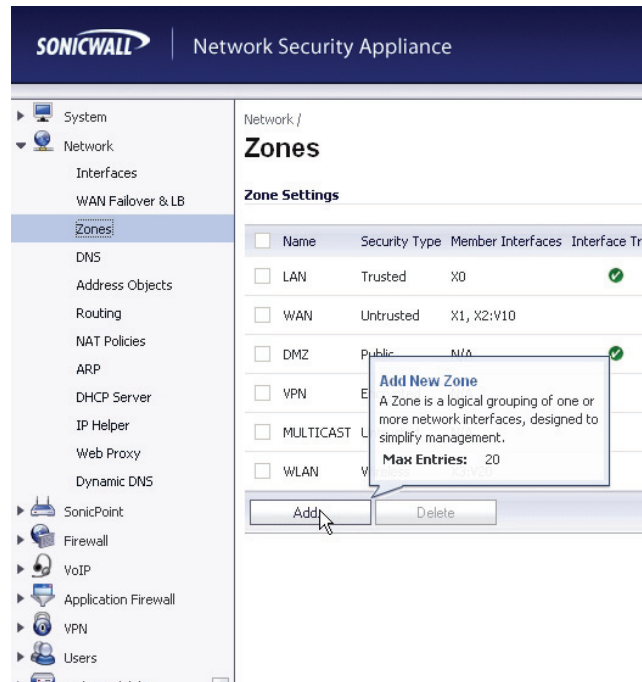 SONICWALL Network Security Appliance
System
Network
Interfaces
WAN Failover & LB
Zones
DNS
Address Objects
Routing
NAT Policies
ARP
DHCP Server
IP Helper
Web Proxy
Dynamic DNS
SonicPoint
Firewall
VoIP
Application Firewall
VPN
Users
Network /
Zones
Zone Settings
Name Security Type Member Interfaces Interface Tr
LAN Trusted X0
WAN Untrusted X1, X2:V10
DMZ Public N/A
VPN E
MULTICAST U
WLAN W
Add New Zone
A Zone is a logical grouping of one or
more network interfaces, designed to
simplify management.
Max Entries: 20
Add
Delete